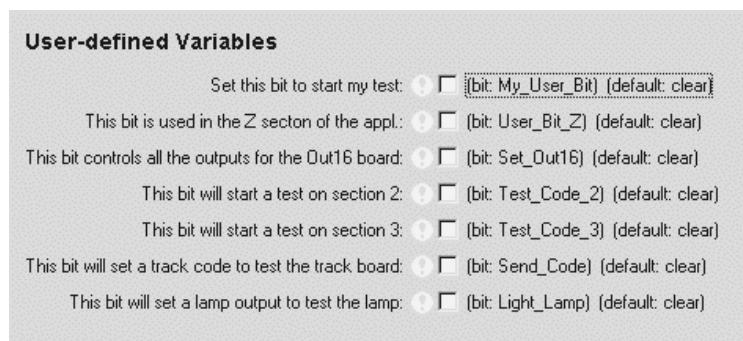 User-defined Variables
Set this bit to start my test: (bit: My_User_Bit) (default: clear)
This bit is used in the Z secton of the appl.: (bit: User_Bit_Z) (default: clear)
This bit controls all the outputs for the Out16 board: (bit: Set_Out16) (default: clear)
This bit will start a test on section 2: (bit: Test_Code_2) (default: clear)
This bit will start a test on section 3: (bit: Test_Code_3) (default: clear)
This bit will set a track code to test the track board: (bit: Send_Code) (default: clear)
This bit will set a lamp output to test the lamp: (bit: Light_Lamp) (default: clear)